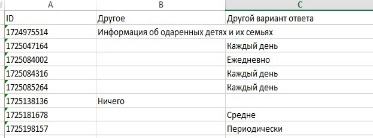 A B C
ID Другое Другой вариант ответа
1724975514 Информация об одаренных детях и их семьях
1725047164 Каждый день
1725084002 Ежедневно
1725084316 Каждый день
1725085264 Каждый день
1725138136 Ничего
1725181678 Средне
1725198157 Периодически